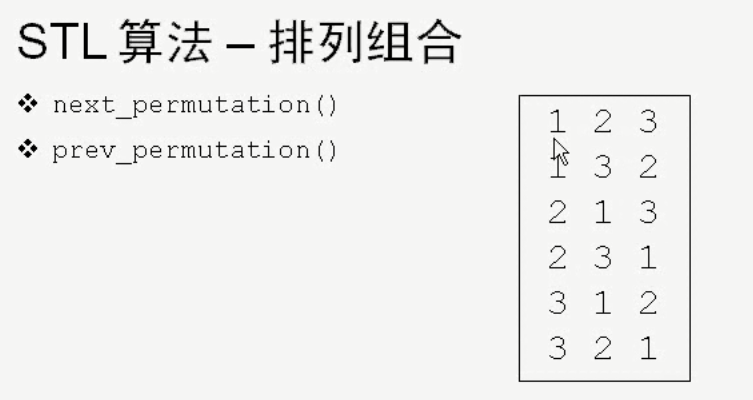 STL 算法 – 排列组合
❖ next_permutation()
❖ prev_permutation()
1 2 3
1 3 2
2 1 3
2 3 1
3 1 2
3 2 1